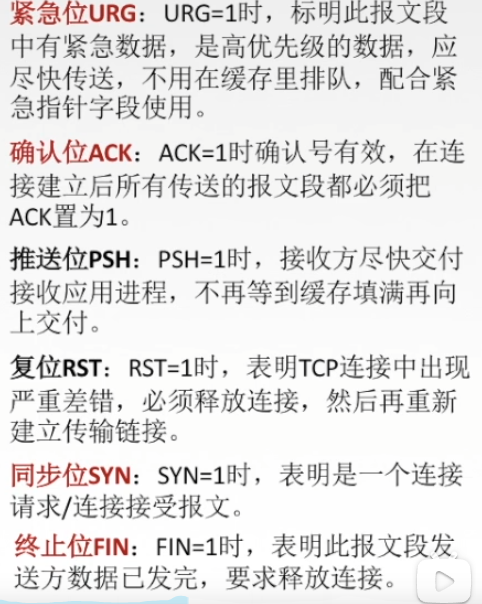 紧急位URG：URG=1时，标明此报文段
中有紧急数据，是高优先级的数据，应
尽快传送，不用在缓存里排队，配合紧
急指针字段使用。
确认位ACK：ACK=1时确认号有效，在连
接建立后所有传送的报文段都必须把
ACK置为1。
推送位PSH：PSH=1时，接收方尽快交付
接收应用进程，不再等到缓存填满再向
上交付。
复位RST：RST=1时，表明TCP连接中出现
严重差错，必须释放连接，然后再重新
建立传输链接。
同步位SYN：SYN=1时，表明是一个连接
请求/连接接受报文。
终止位FIN：FIN=1时，表明此报文段发
送方数据已发完，要求释放连接。